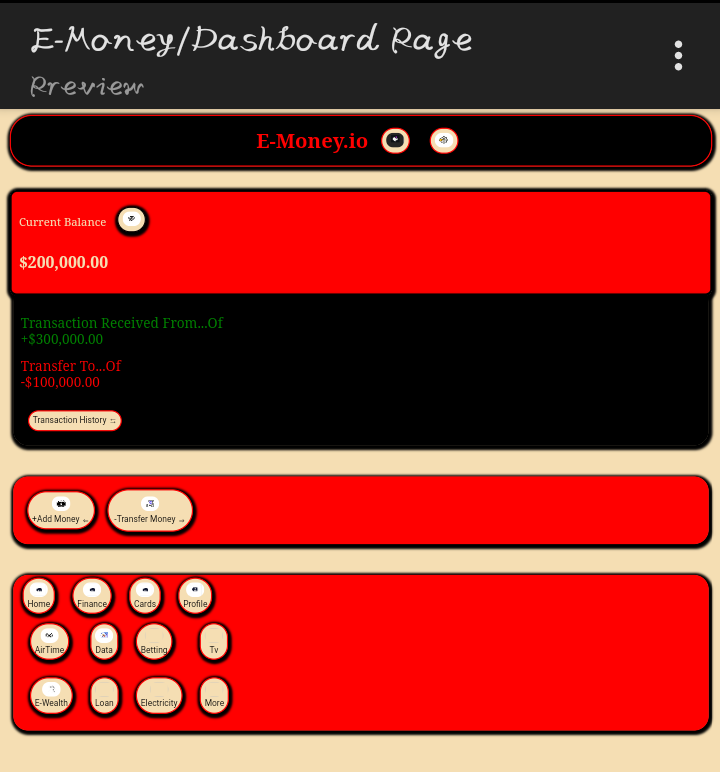 E-Money/Dashboard Page
Preview
E-Money.io
Current Balance
$200,000.00
Transaction Received From...Of
+$300,000.00
Transfer To...Of
-$100,000.00
Transaction History
+Add Money -Transfer Money →
Home Finance Cards Profile
AirTime Data Betting Tv
E-Wealth Loan Electricity More